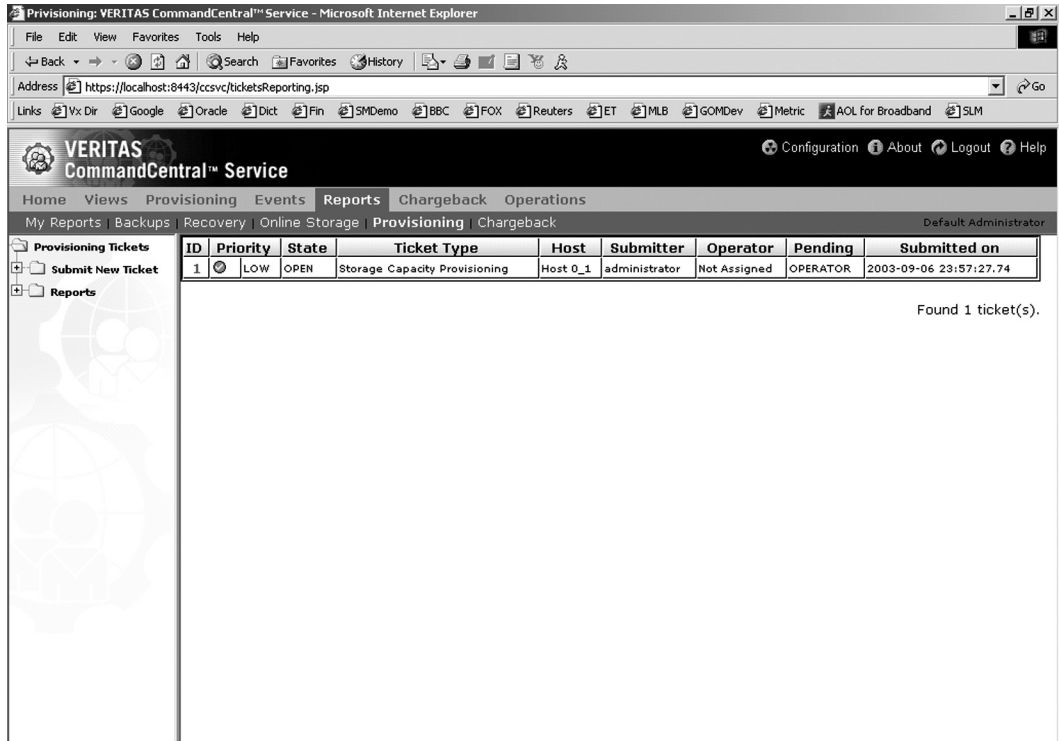 Privisioning: VERITAS CommandCentral™ Service - Microsoft Internet Explorer
File Edit View Favorites Tools Help
Back Search Favorites History
Address https://localhost:8443/ccsvc/ticketsReporting.jsp Go
Links Vx Dir Google Oracle Dict Fin SMDemo BBC FOX Reuters ET MLB GOMDev Metric AOL for Broadband SLM
VERITAS
CommandCentral™ Service
Configuration About Logout Help
Home Views Provisioning Events Reports Chargeback Operations
My Reports | Backups | Recovery | Online Storage | Provisioning | Chargeback Default Administrator
Provisioning Tickets
Submit New Ticket
Reports
ID Priority State Ticket Type Host Submitter Operator Pending Submitted on
1 LOW OPEN Storage Capacity Provisioning Host 0_1 administrator Not Assigned OPERATOR 2003-09-06 23:57:27.74
Found 1 ticket(s).